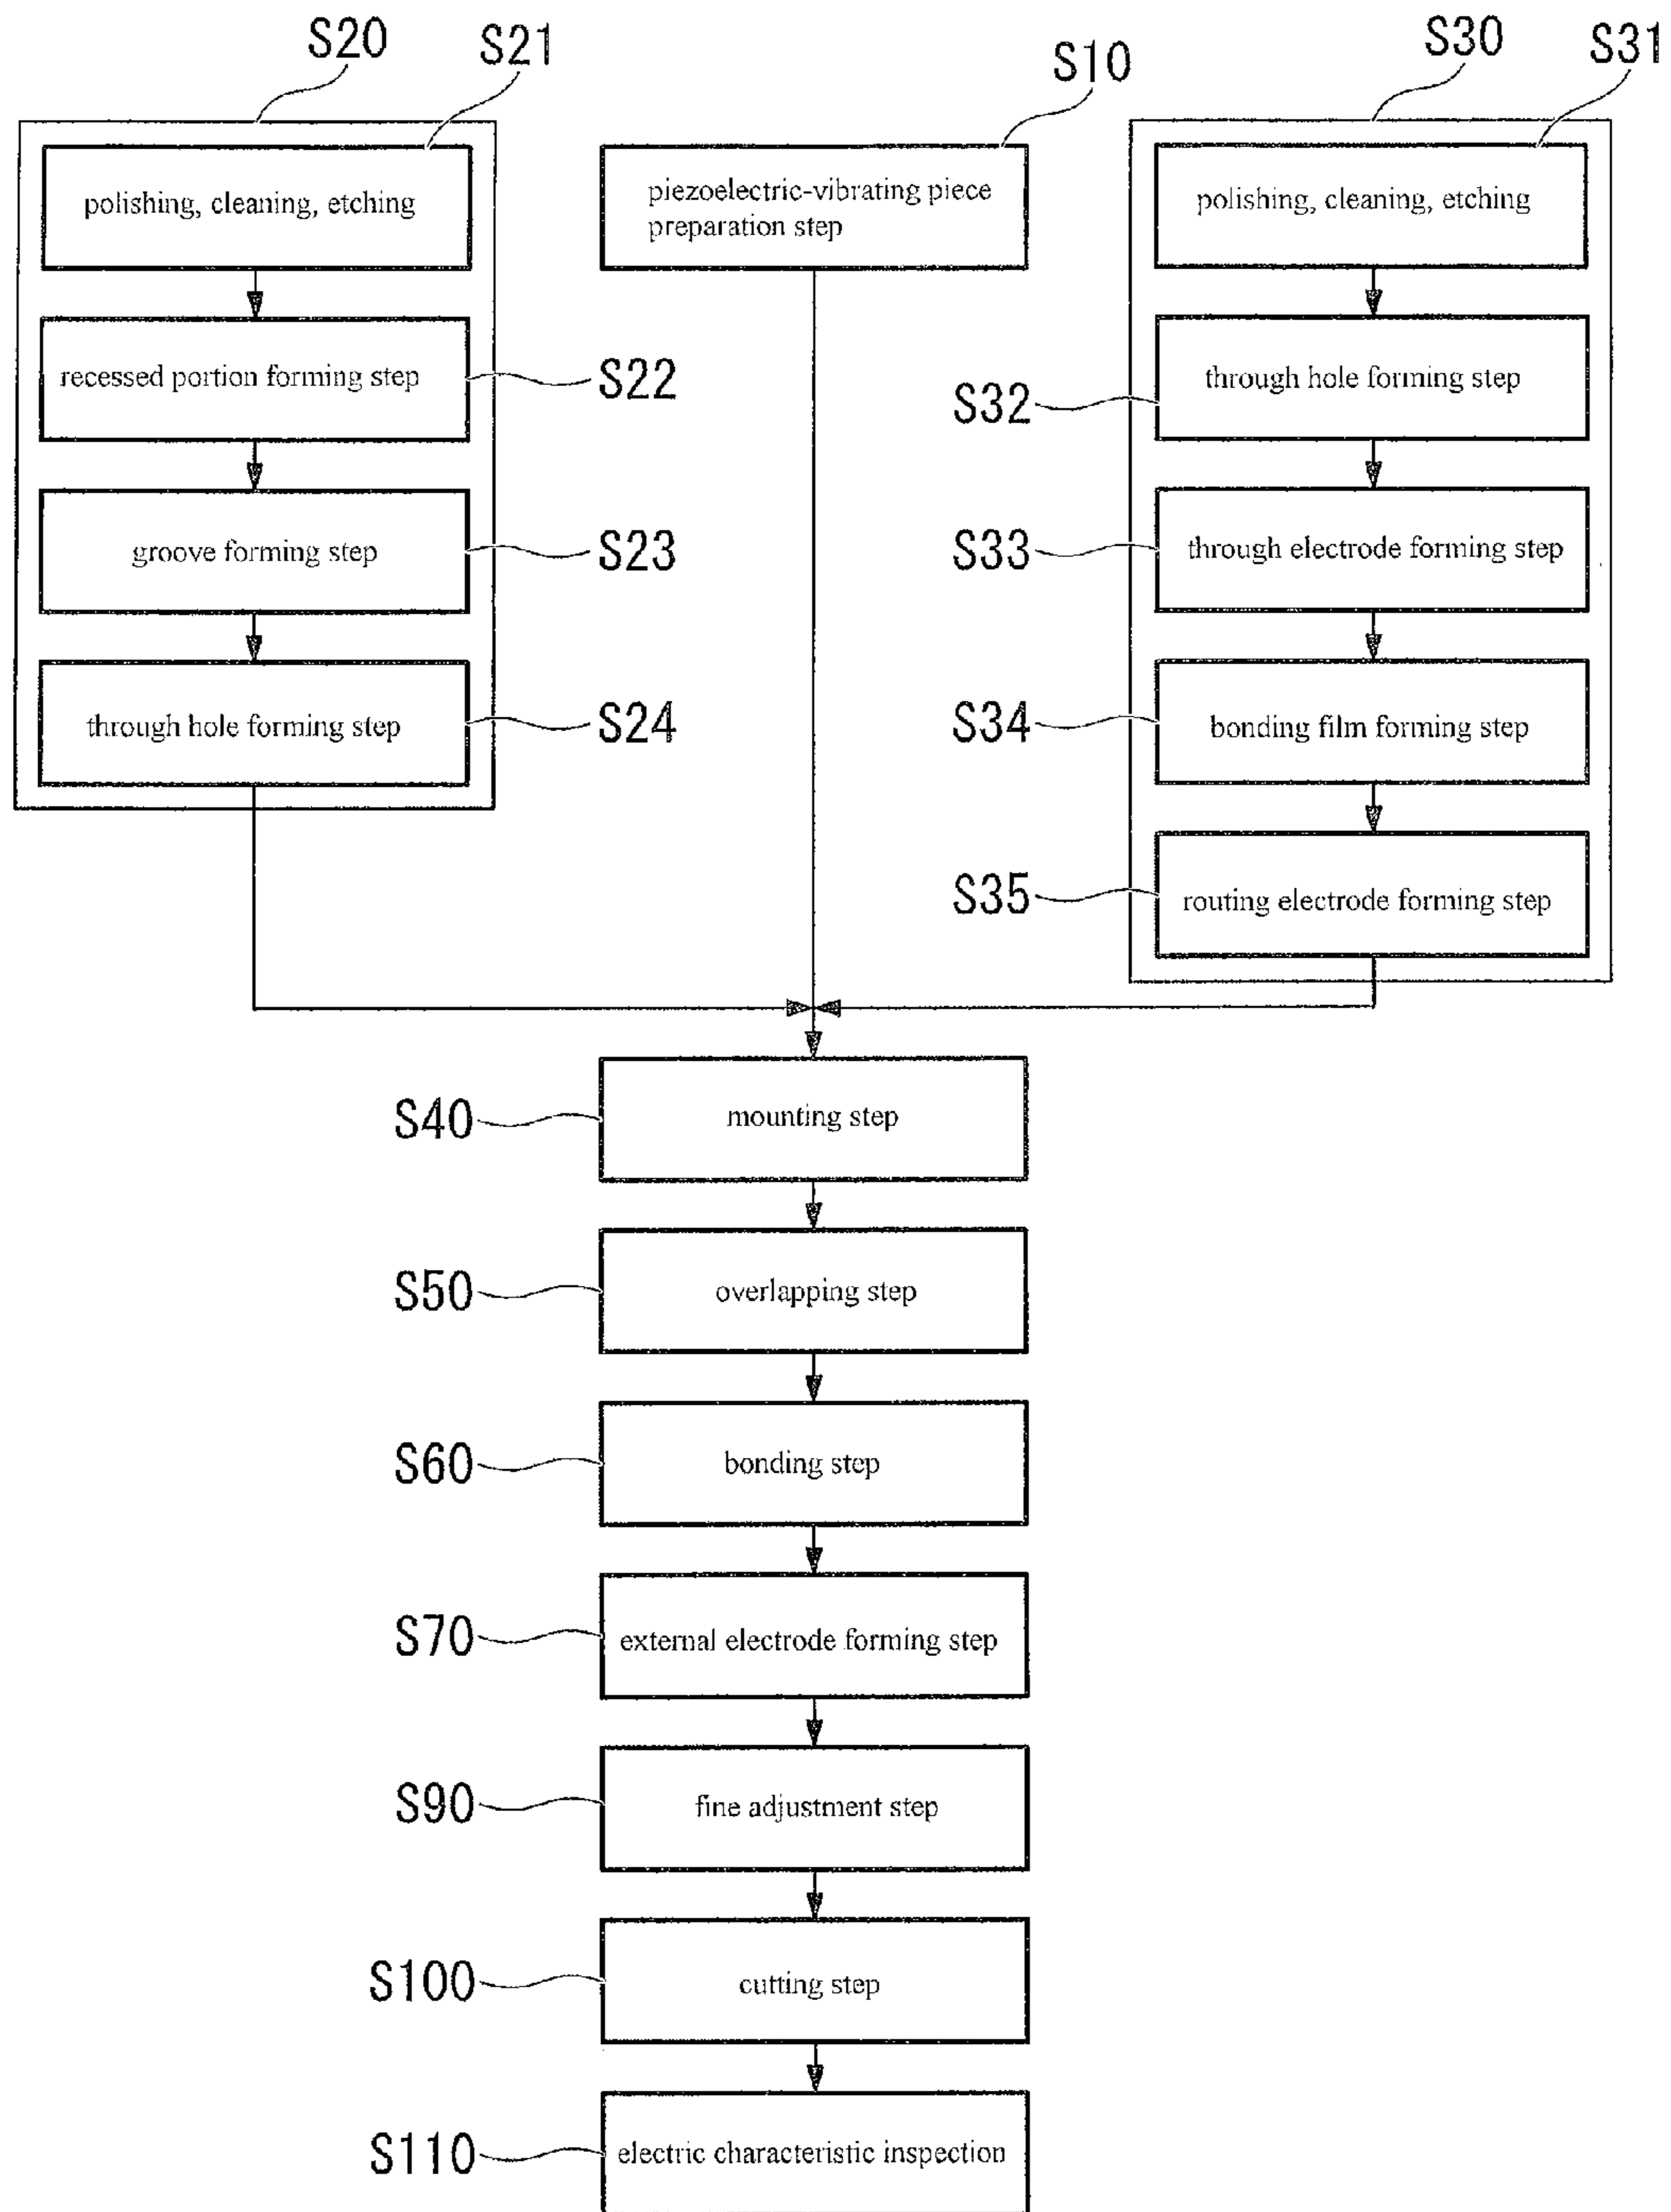 S20
S21
S10
S30
S31
polishing, cleaning, etching
piezoelectric-vibrating piece
preparation step
polishing, cleaning, etching
recessed portion forming step
S22
S32
through hole forming step
groove forming step
S23
S33
through electrode forming step
through hole forming step
S24
S34
bonding film forming step
S35
routing electrode forming step
S40
mounting step
S50
overlapping step
S60
bonding step
S70
external electrode forming step
S90
fine adjustment step
S100
cutting step
S110
electric characteristic inspection